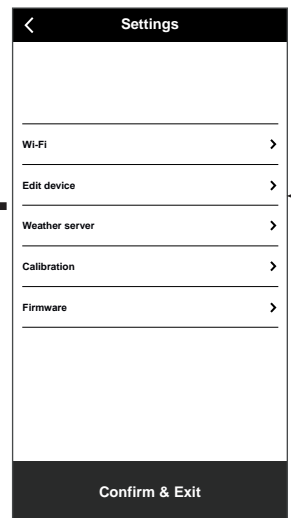 Settings
Wi-Fi
Edit device
Weather server
Calibration
Firmware
Confirm & Exit